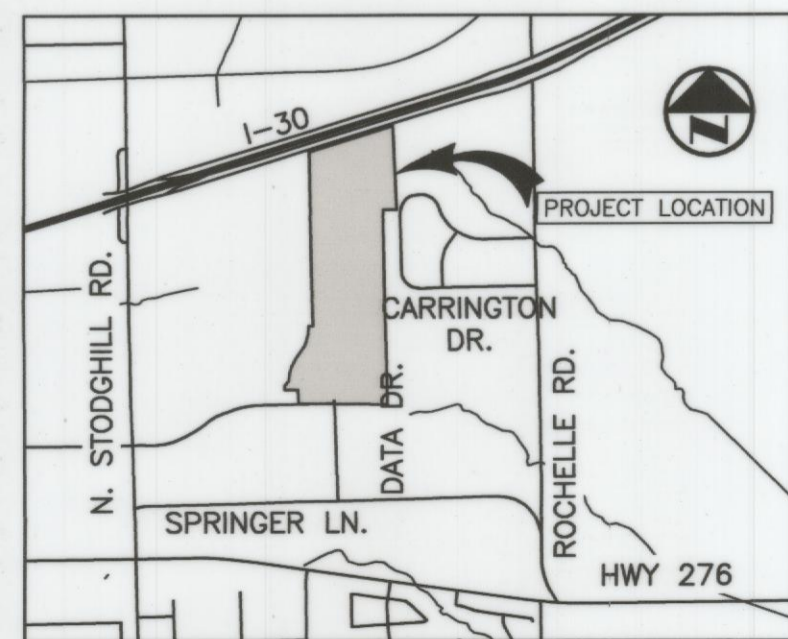 I-30
N
PROJECT LOCATION
CARRINGTON
DR.
N. STODGHILL RD.
DATA DR.
ROCHELLE RD.
SPRINGER LN.
HWY 276